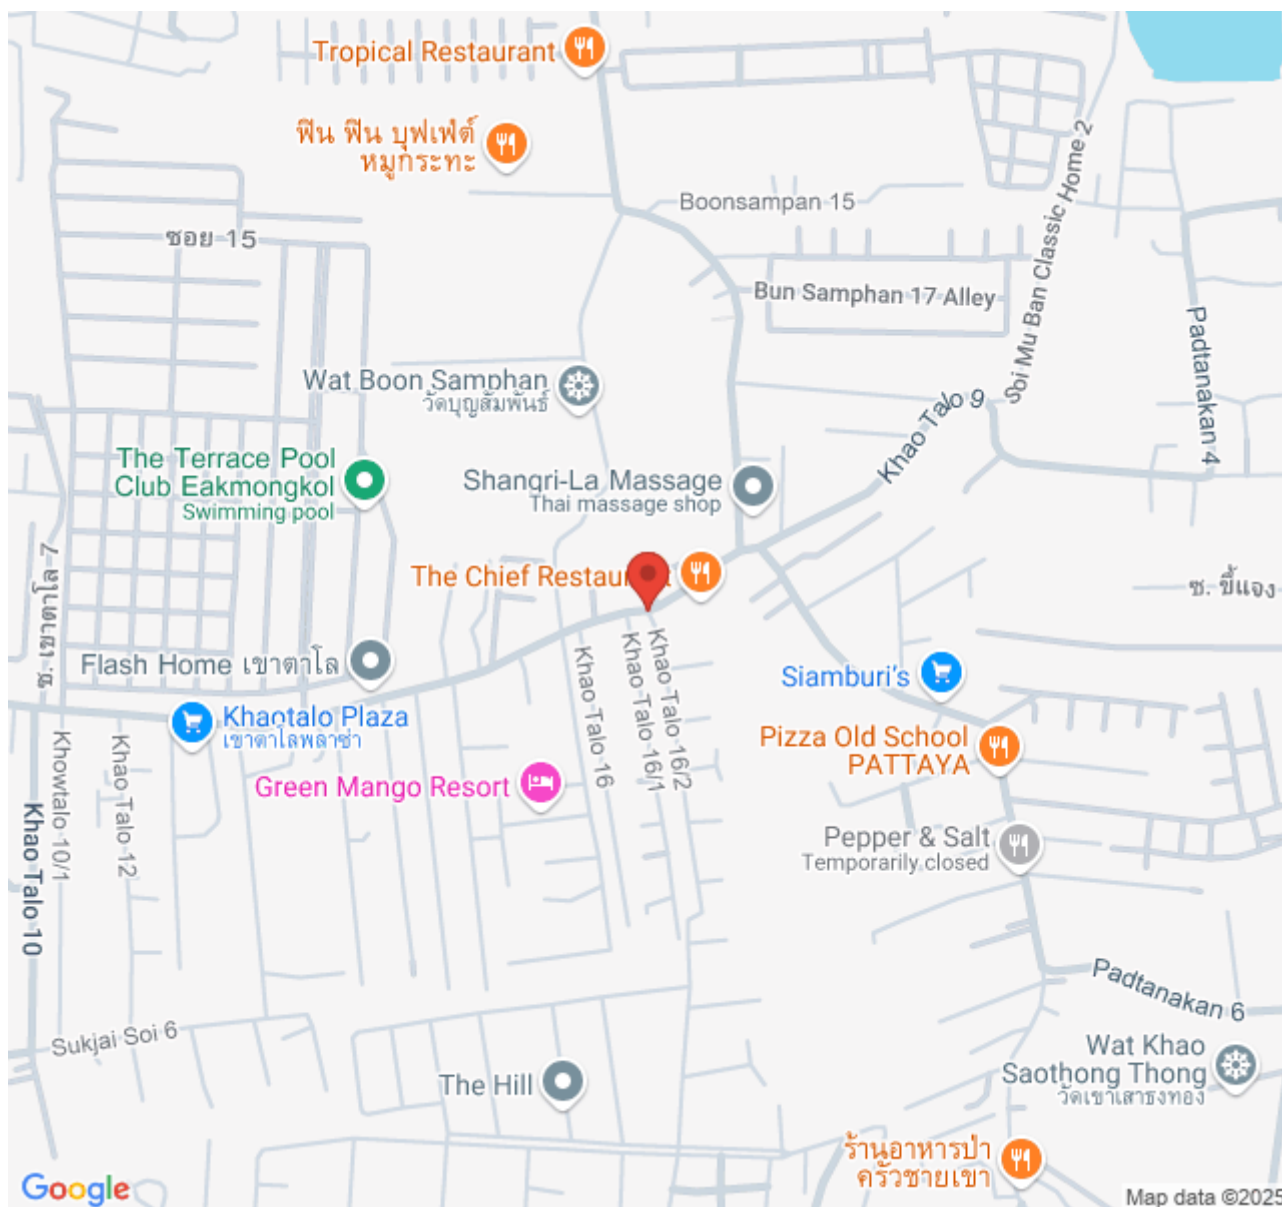 Tropical Restaurant
ฟิน ฟิน บุฟเฟ่ต์
หมูกระทะ
Boonsampan 15
ซอย 15
Soi Mu Ban Classic Home 2
Bun Samphan 17 Alley
Padtanakan 4
Wat Boon Samphan
วัดบุญสัมพันธ์
Khao Talo 9
The Terrace Pool
Club Eakmongkol
Swimming pool
Shangri-La Massage
Thai massage shop
The Chief Restaurant
ซ. เขาตาโล 7
ซ. ขี้แจง
Flash Home เขาตาโล
Khao Talo 16
Khao-Talo-16/1
Khao-Talo-16/2
Siamburi's
Khaotalo Plaza
เขาตาโลพลาซ่า
Pizza Old School
PATTAYA
Green Mango Resort
Khowtalo 10/1
Khao Talo 12
Khao Talo 10
Pepper & Salt
Temporarily closed
Padtanakan 6
Sukjai Soi 6
Wat Khao
Saothong Thong
วัดเขาเสาธงทอง
The Hill
ร้านอาหารป่า
ครัวชายเขา
Google
Map data ©2025